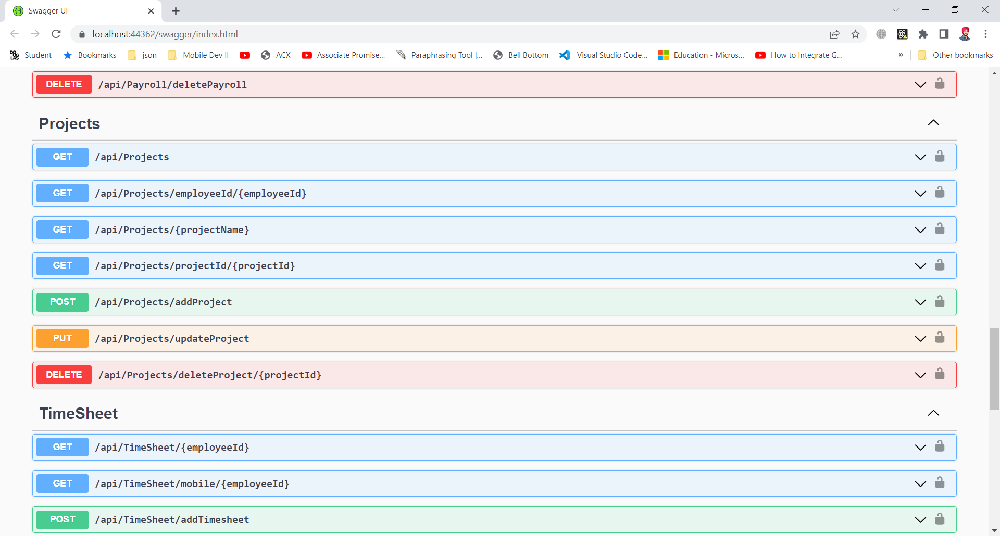 Swagger UI
localhost:44362/swagger/index.html
Student Bookmarks json Mobile Dev II ACX Associate Promise... Paraphrasing Tool |... Bell Bottom Visual Studio Code... Education - Micros... How to Integrate G... » Other bookmarks
DELETE /api/Payroll/deletePayroll
Projects
GET /api/Projects
GET /api/Projects/employeeId/{employeeId}
GET /api/Projects/{projectName}
GET /api/Projects/projectId/{projectId}
POST /api/Projects/addProject
PUT /api/Projects/updateProject
DELETE /api/Projects/deleteProject/{projectId}
TimeSheet
GET /api/TimeSheet/{employeeId}
GET /api/TimeSheet/mobile/{employeeId}
POST /api/TimeSheet/addTimesheet